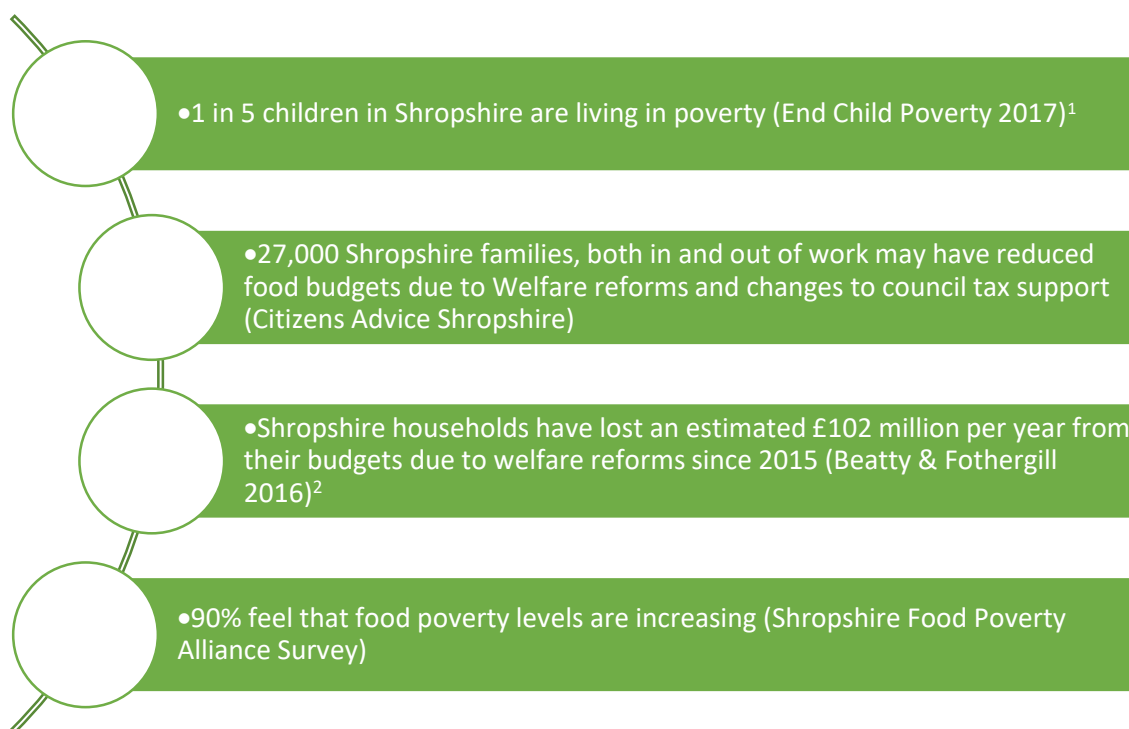 •1 in 5 children in Shropshire are living in poverty (End Child Poverty 2017)¹
•27,000 Shropshire families, both in and out of work may have reduced
food budgets due to Welfare reforms and changes to council tax support
(Citizens Advice Shropshire)
•Shropshire households have lost an estimated £102 million per year from
their budgets due to welfare reforms since 2015 (Beatty & Fothergill
2016)²
•90% feel that food poverty levels are increasing (Shropshire Food Poverty
Alliance Survey)